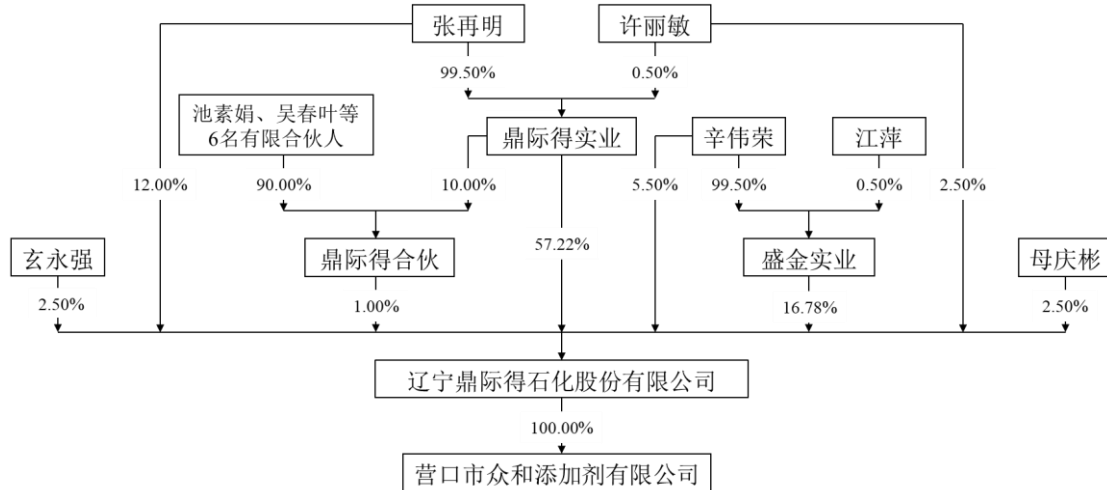 张再明
许丽敏
99.50%
0.50%
池素娟、吴春叶等
6名有限合伙人
鼎际得实业
辛伟荣
江萍
12.00%
90.00%
10.00%
5.50%
99.50%
0.50%
2.50%
57.22%
玄永强
鼎际得合伙
盛金实业
母庆彬
2.50%
1.00%
16.78%
2.50%
辽宁鼎际得石化股份有限公司
100.00%
营口市众和添加剂有限公司